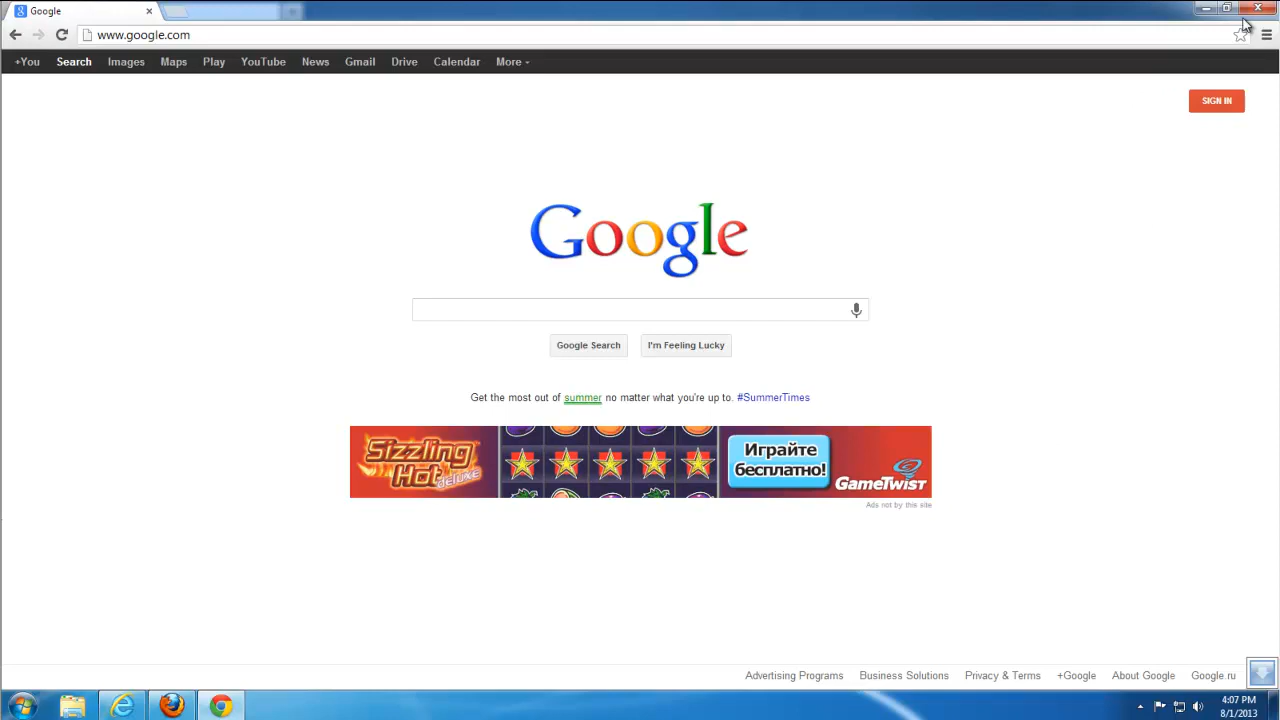 Google
www.google.com
+You Search Images Maps Play YouTube News Gmail Drive Calendar More
SIGN IN
Google
Google Search I'm Feeling Lucky
Get the most out of summer no matter what you're up to. #SummerTimes
Sizzling
Hot
deluxe
Играйте
бесплатно!
GameTwist
Ads not by this site
Advertising Programs Business Solutions Privacy & Terms +Google About Google Google.ru
4:07 PM
8/1/2013